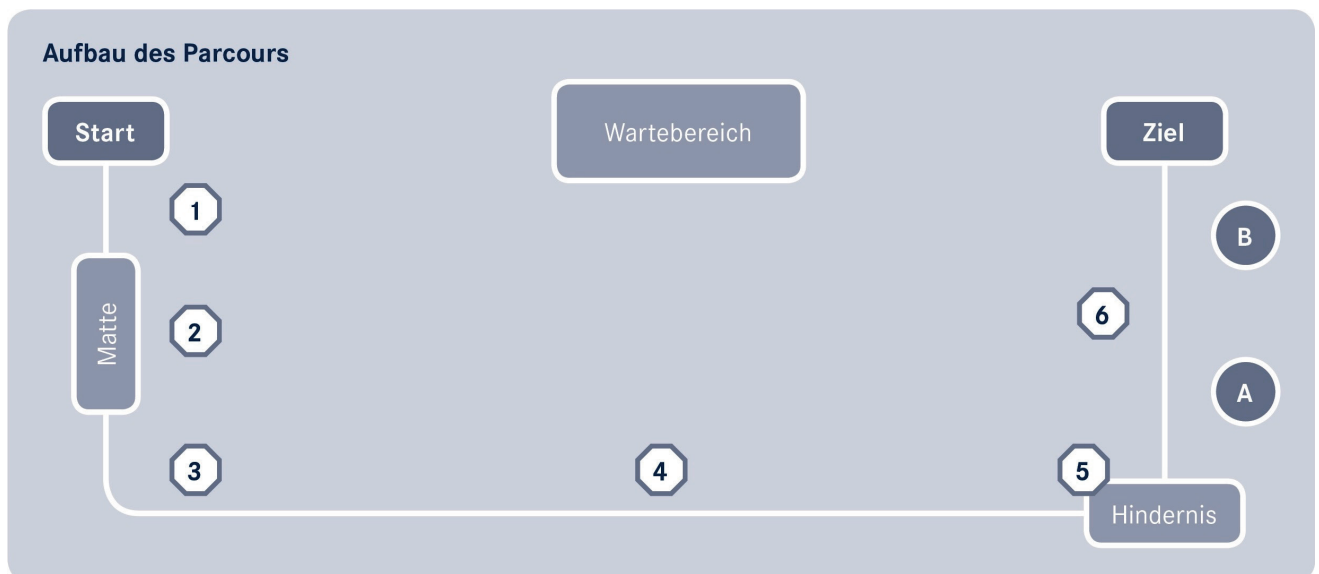 Aufbau des Parcours
Start
Wartebereich
Ziel
1
B
Matte
2
6
A
3
4
5
Hindernis